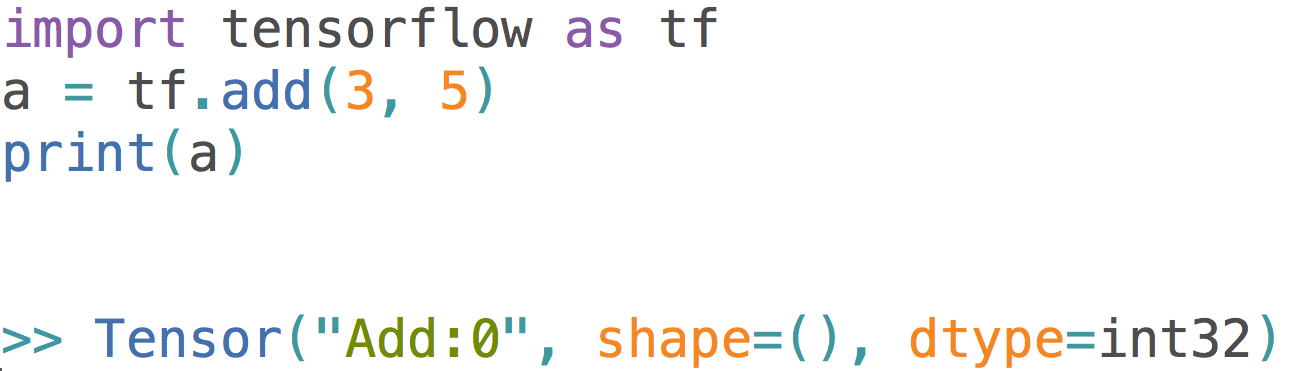 import tensorflow as tf
a = tf.add(3, 5)
print(a)
>> Tensor("Add:0", shape=(), dtype=int32)